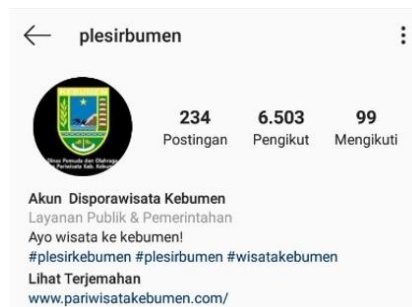 plesirbumen
KEBUMEN
234 6.503 99
Postingan Pengikut Mengikuti
Akun Disporawisata Kebumen
Layanan Publik & Pemerintahan
Ayo wisata ke kebumen!
#plesirkebumen #plesirbumen #wisatakebumen
Lihat Terjemahan
www.pariwisatakebumen.com/